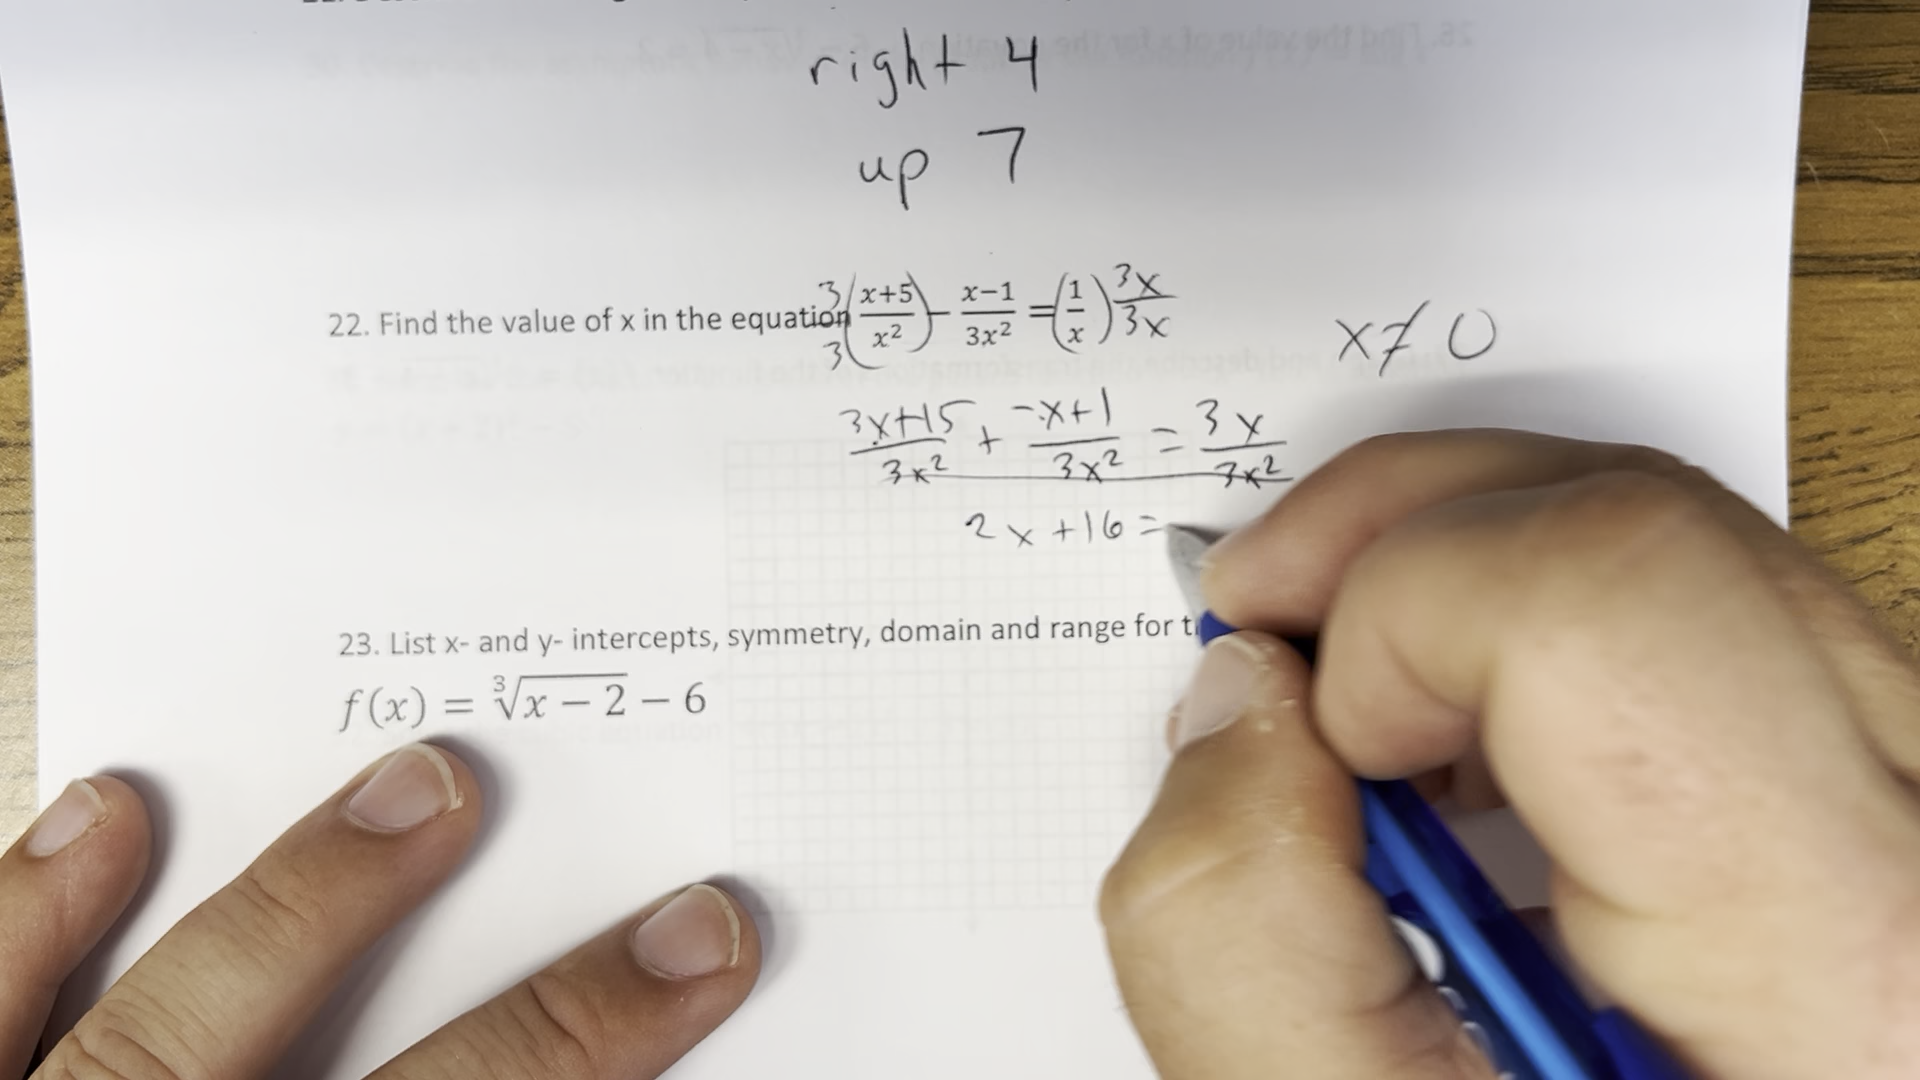 right 4
up 7
22. Find the value of x in the equation 3/3 (x+5/x²) − x−1/3x² = (1/x) 3x/3x
x ≠ 0
3x+15/3x² + −x+1/3x² = 3x/3x²
2x +16 =
23. List x- and y- intercepts, symmetry, domain and range for
f(x) = ∛x − 2 − 6